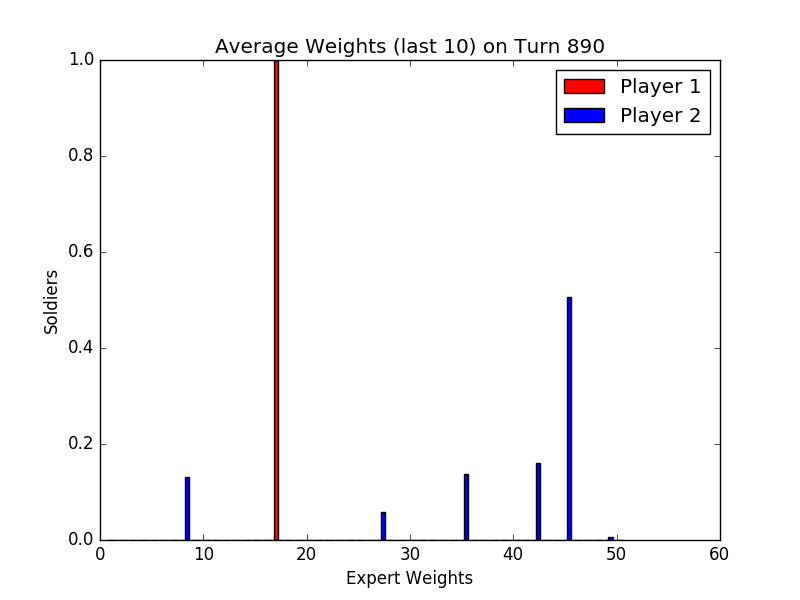 Average Weights (last 10) on Turn 890
1.0
0.8
0.6
0.4
0.2
0.0
Soldiers
Player 1
Player 2
0 10 20 30 40 50 60
Expert Weights